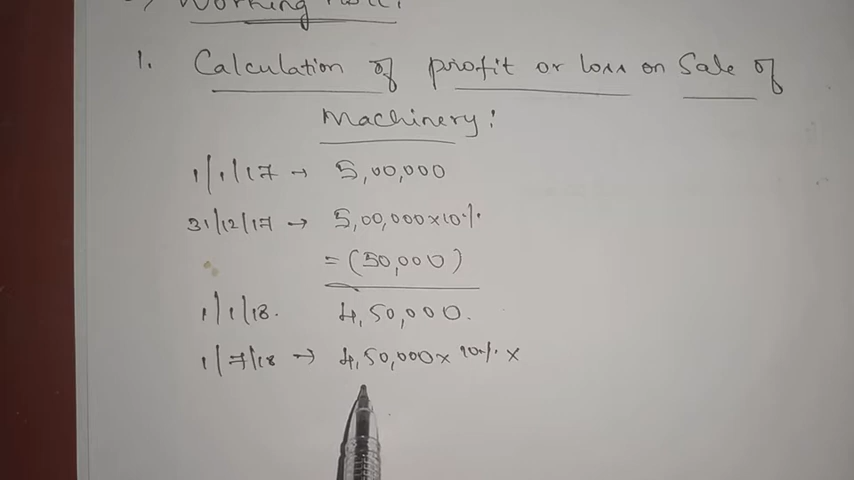 Working Note:
1. Calculation of profit or loss on Sale of
Machinery:
1/1/17 → 5,00,000
31/12/17 → 5,00,000×10%
= (50,000)
1/1/18. 4,50,000.
1/7/18 → 4,50,000× 10% ×